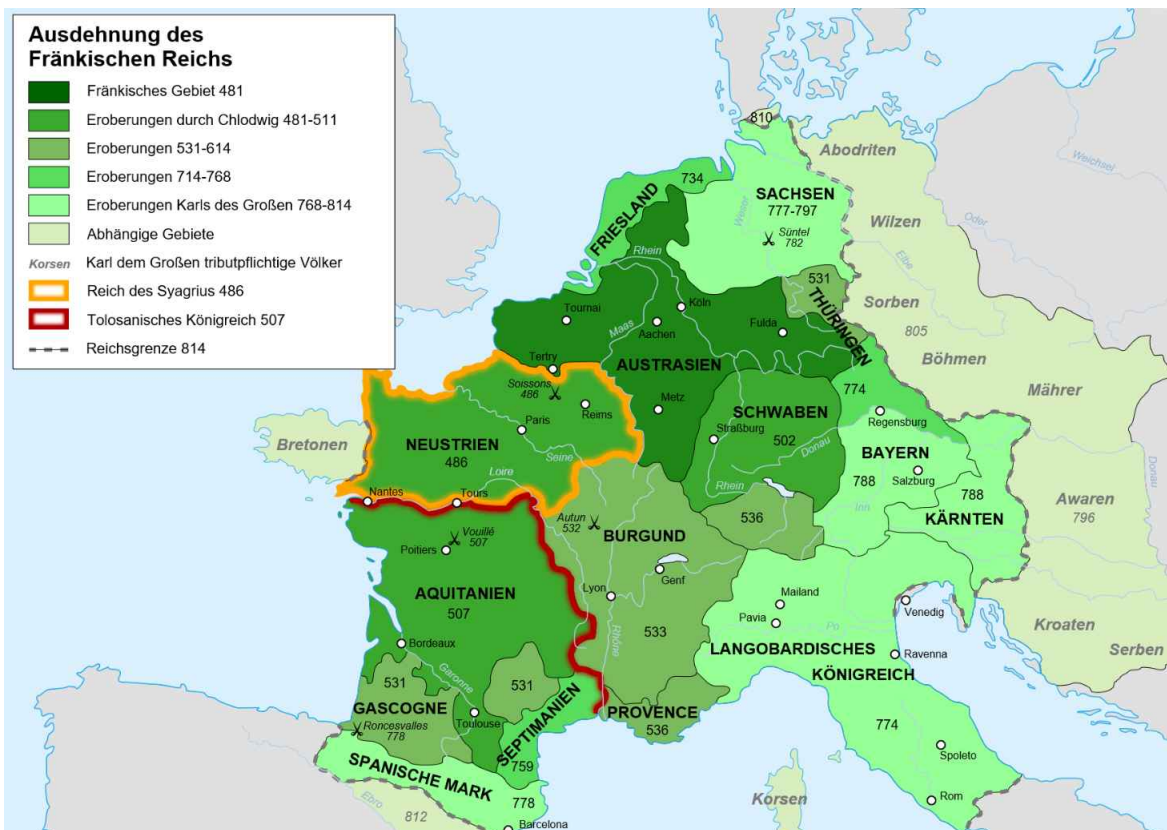 Ausdehnung des
Fränkischen Reichs
Fränkisches Gebiet 481
Eroberungen durch Chlodwig 481-511
Eroberungen 531-614
Eroberungen 714-768
Eroberungen Karls des Großen 768-814
Abhängige Gebiete
Korsen Karl dem Großen tributpflichtige Völker
Reich des Syagrius 486
Tolosanisches Königreich 507
Reichsgrenze 814
810
Abodriten
Weichsel
734
FRIESLAND
SACHSEN
777-797
Weser
Süntel
782
Wilzen
Oder
Elbe
Rhein
531
THÜRINGEN
Sorben
805
Tournai
Köln
Maas
Aachen
Fulda
Böhmen
Tertry
AUSTRASIEN
Mährer
Soissons
486
Reims
Metz
774
SCHWABEN
502
Regensburg
Paris
Straßburg
Donau
Bretonen
NEUSTRIEN
486
Seine
Loire
BAYERN
788
Salzburg
Donau
Rhein
Inn
788
KÄRNTEN
Awaren
796
Nantes
Tours
Autun
532
536
BURGUND
Vouillé
507
Poitiers
Genf
Lyon
Mailand
Venedig
AQUITANIEN
507
Pavia
Po
Rhône
533
Kroaten
Serben
Bordeaux
LANGOBARDISCHES
KÖNIGREICH
Ravenna
Garonne
531
531
GASCOGNE
Toulouse
SEPTIMANIEN
759
PROVENCE
536
774
Roncesvalles
778
Spoleto
SPANISCHE MARK
778
Korsen
Rom
Ebro
812
Barcelona